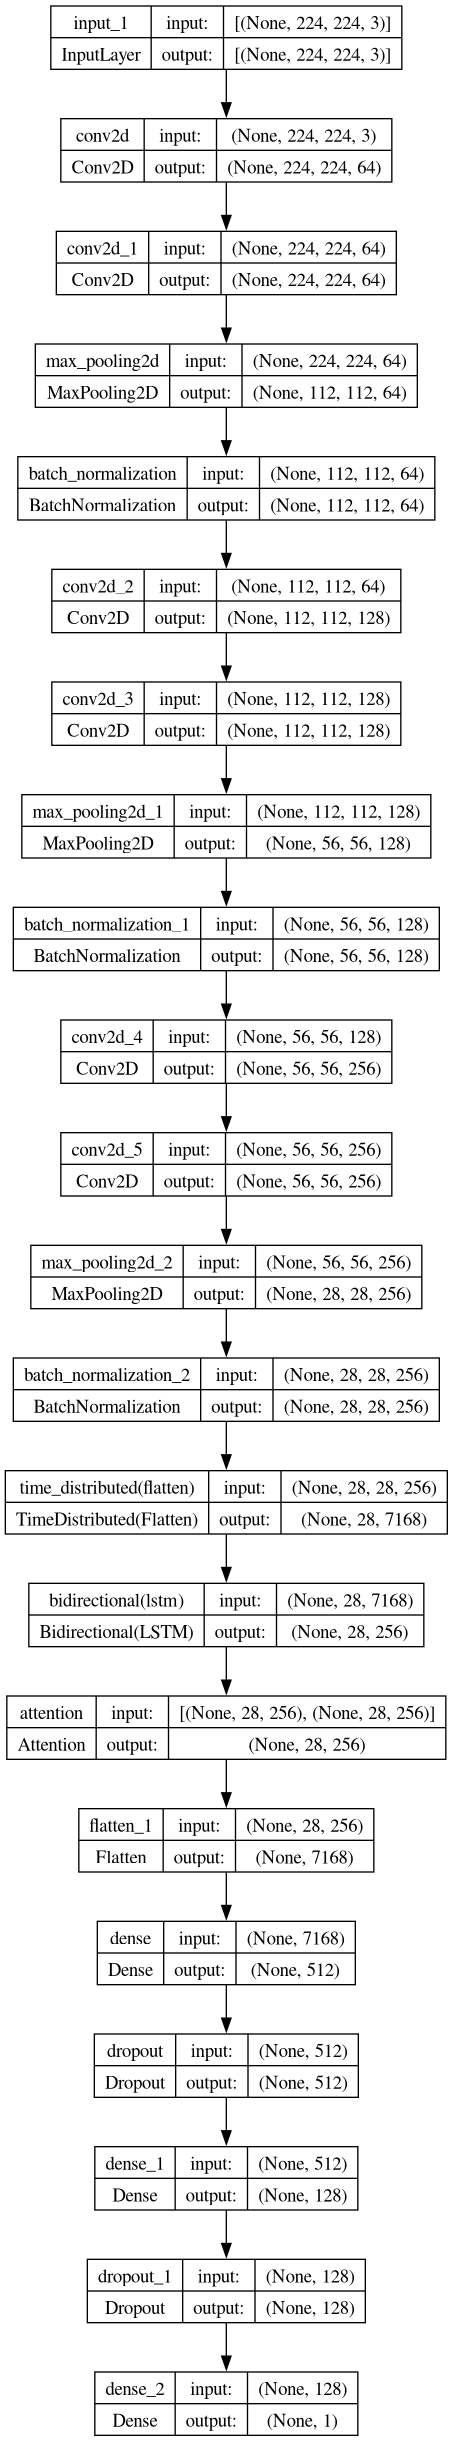 input_1 input: [(None, 224, 224, 3)]
InputLayer output: [(None, 224, 224, 3)]
conv2d input: (None, 224, 224, 3)
Conv2D output: (None, 224, 224, 64)
conv2d_1 input: (None, 224, 224, 64)
Conv2D output: (None, 224, 224, 64)
max_pooling2d input: (None, 224, 224, 64)
MaxPooling2D output: (None, 112, 112, 64)
batch_normalization input: (None, 112, 112, 64)
BatchNormalization output: (None, 112, 112, 64)
conv2d_2 input: (None, 112, 112, 64)
Conv2D output: (None, 112, 112, 128)
conv2d_3 input: (None, 112, 112, 128)
Conv2D output: (None, 112, 112, 128)
max_pooling2d_1 input: (None, 112, 112, 128)
MaxPooling2D output: (None, 56, 56, 128)
batch_normalization_1 input: (None, 56, 56, 128)
BatchNormalization output: (None, 56, 56, 128)
conv2d_4 input: (None, 56, 56, 128)
Conv2D output: (None, 56, 56, 256)
conv2d_5 input: (None, 56, 56, 256)
Conv2D output: (None, 56, 56, 256)
max_pooling2d_2 input: (None, 56, 56, 256)
MaxPooling2D output: (None, 28, 28, 256)
batch_normalization_2 input: (None, 28, 28, 256)
BatchNormalization output: (None, 28, 28, 256)
time_distributed(flatten) input: (None, 28, 28, 256)
TimeDistributed(Flatten) output: (None, 28, 7168)
bidirectional(lstm) input: (None, 28, 7168)
Bidirectional(LSTM) output: (None, 28, 256)
attention input: [(None, 28, 256), (None, 28, 256)]
Attention output: (None, 28, 256)
flatten_1 input: (None, 28, 256)
Flatten output: (None, 7168)
dense input: (None, 7168)
Dense output: (None, 512)
dropout input: (None, 512)
Dropout output: (None, 512)
dense_1 input: (None, 512)
Dense output: (None, 128)
dropout_1 input: (None, 128)
Dropout output: (None, 128)
dense_2 input: (None, 128)
Dense output: (None, 1)